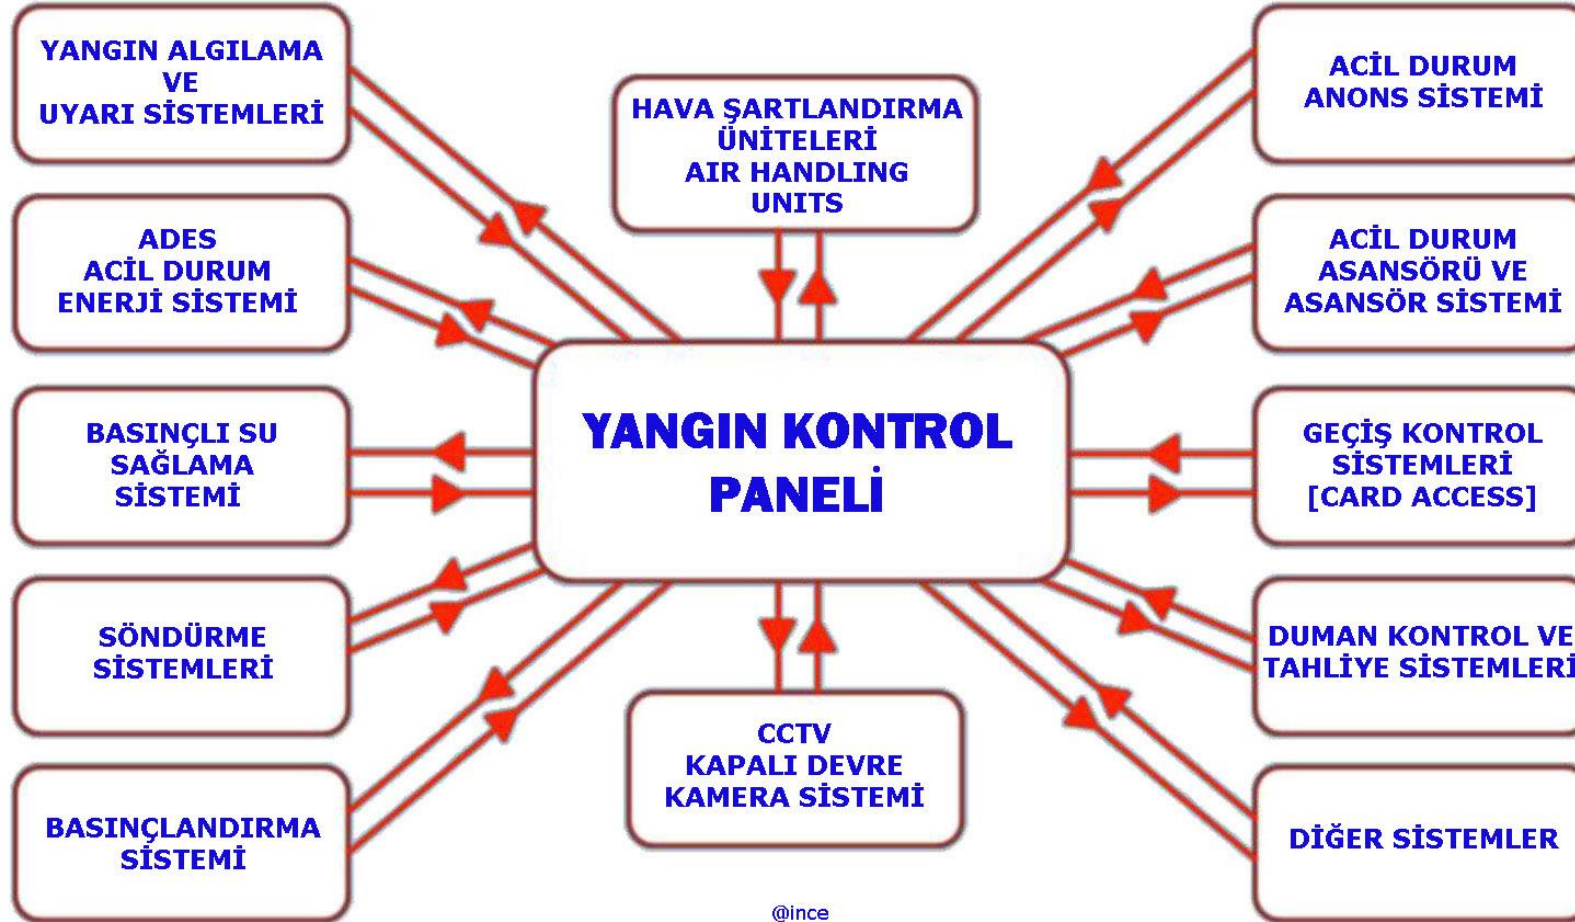 YANGIN ALGILAMA
VE
UYARI SİSTEMLERİ
HAVA ŞARTLANDIRMA
ÜNİTELERİ
AIR HANDLING
UNITS
ACİL DURUM
ANONS SİSTEMİ
ADES
ACİL DURUM
ENERJİ SİSTEMİ
ACİL DURUM
ASANSÖRÜ VE
ASANSÖR SİSTEMİ
BASINÇLI SU
SAĞLAMA
SİSTEMİ
YANGIN KONTROL
PANELİ
GEÇİŞ KONTROL
SİSTEMLERİ
[CARD ACCESS]
SÖNDÜRME
SİSTEMLERİ
DUMAN KONTROL VE
TAHLİYE SİSTEMLERİ
BASINÇLANDIRMA
SİSTEMİ
CCTV
KAPALI DEVRE
KAMERA SİSTEMİ
DİĞER SİSTEMLER
@ince